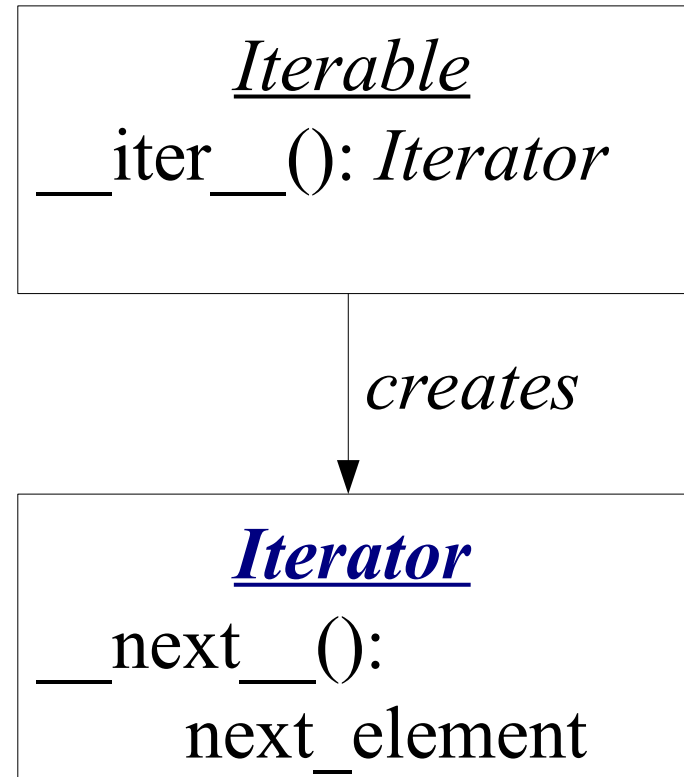 Iterable
__iter__(): Iterator
creates
Iterator
__next__():
next_element